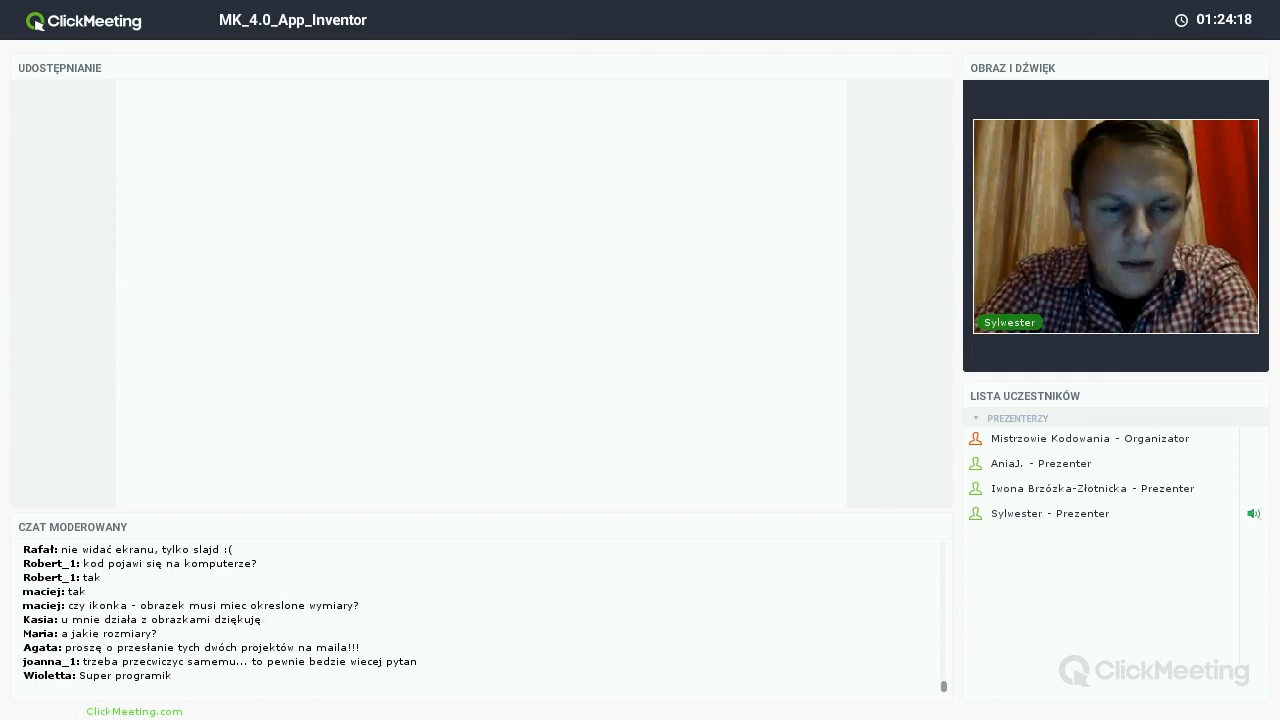 ClickMeeting
MK_4.0_App_Inventor
01:24:18
UDOSTĘPNIANIE
OBRAZ I DŹWIĘK
Sylwester
LISTA UCZESTNIKÓW
PREZENTERZY
Mistrzowie Kodowania - Organizator
AniaJ. - Prezenter
Iwona Brzózka-Złotnicka - Prezenter
Sylwester - Prezenter
CZAT MODEROWANY
Rafał: nie widać ekranu, tylko slajd :(
Robert_1: kod pojawi się na komputerze?
Robert_1: tak
maciej: tak
maciej: czy ikonka - obrazek musi miec okreslone wymiary?
Kasia: u mnie działa z obrazkami dziękuję
Maria: a jakie rozmiary?
Agata: proszę o przesłanie tych dwóch projektów na maila!!!
joanna_1: trzeba przecwiczyc samemu... to pewnie bedzie wiecej pytan
Wioletta: Super programik
ClickMeeting
ClickMeeting.com